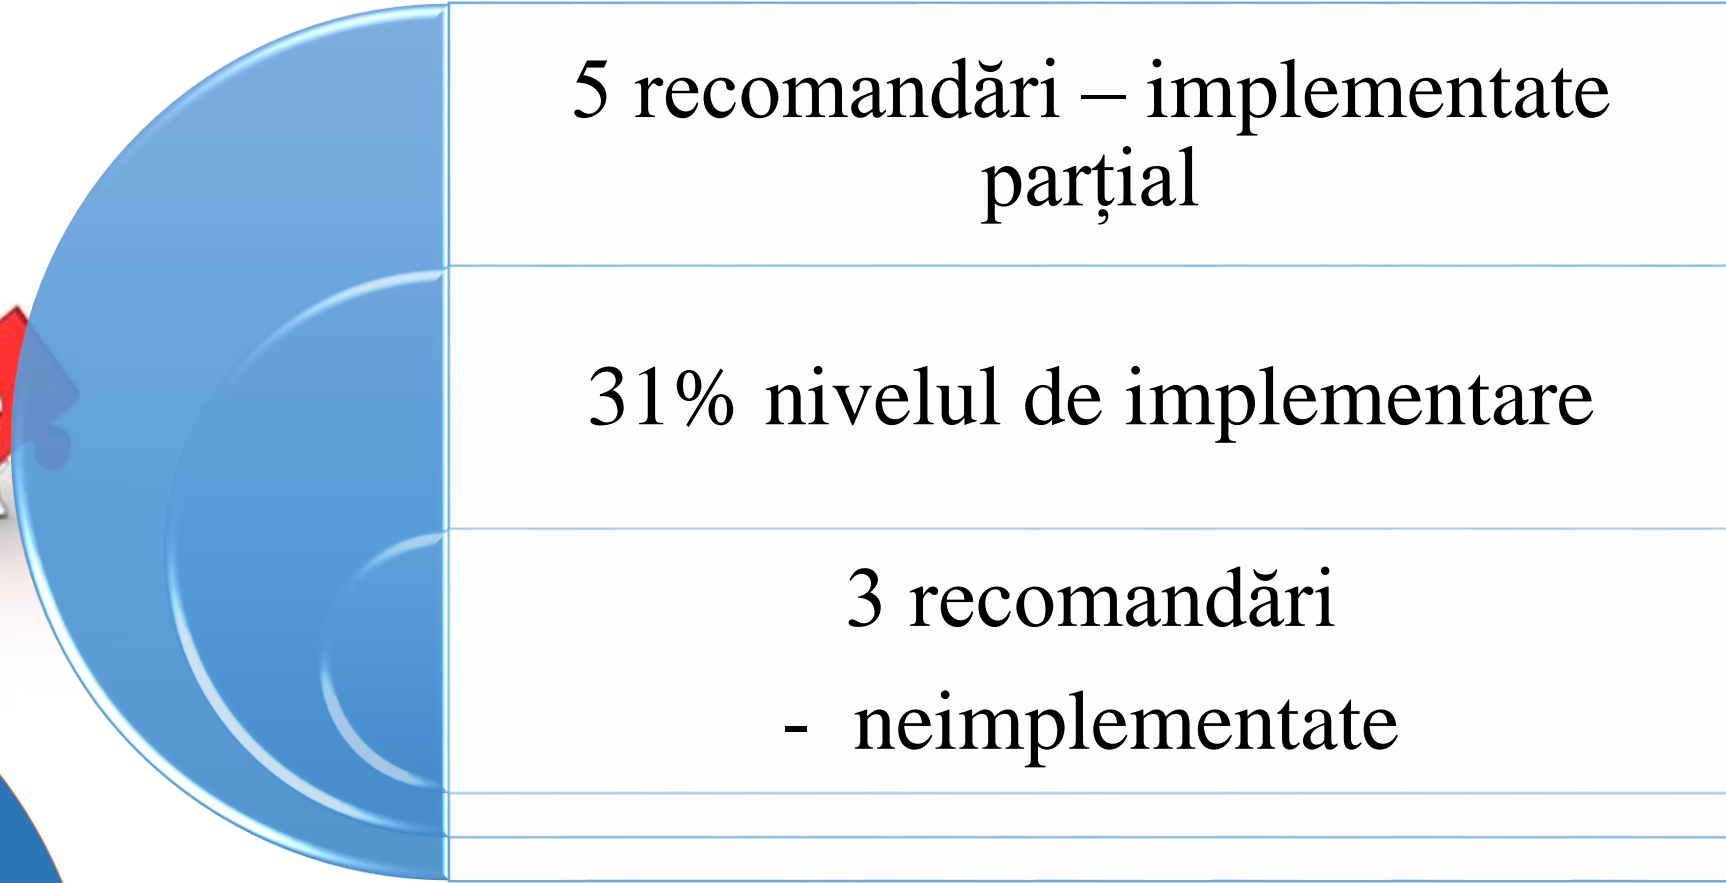 5 recomandări – implementate
parțial
31% nivelul de implementare
3 recomandări
- neimplementate